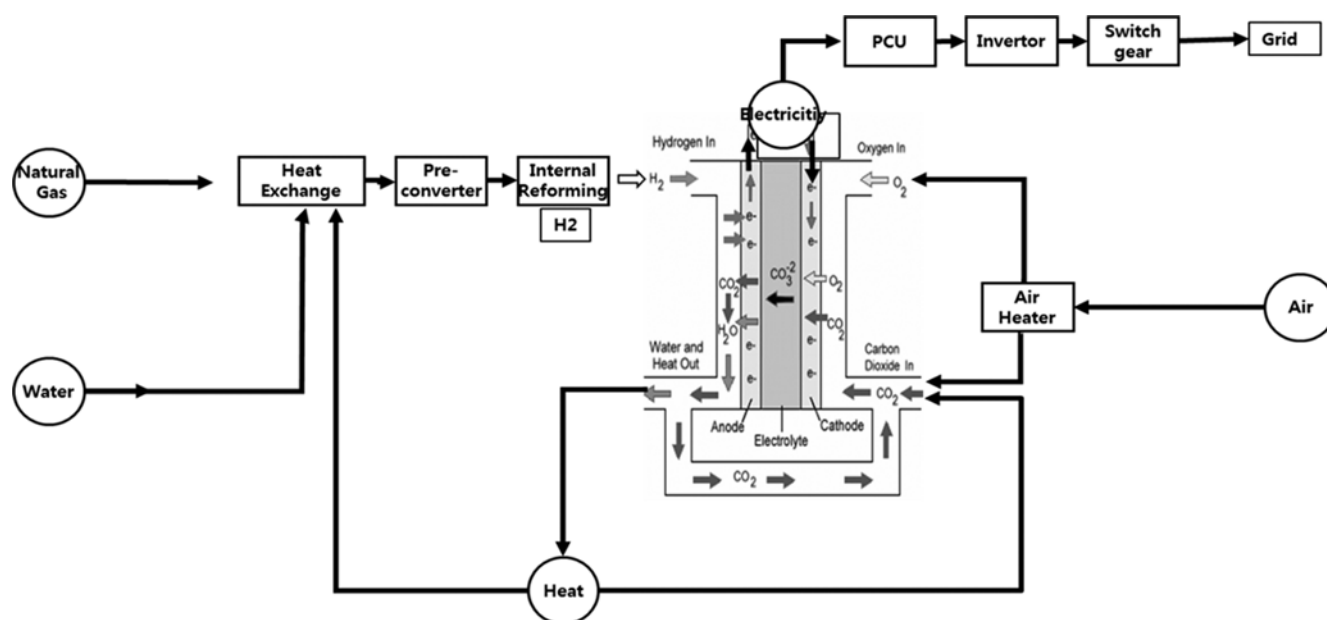 PCU
Invertor
Switch
gear
Grid
Electricitiy
Hydrogen In
Oxygen In
Natural
Gas
Heat
Exchange
Pre-
converter
Internal
Reforming
H2
H₂
O₂
e-
e-
e-
e-
e-
CO₃⁻²
CO₂
O₂
H₂O
CO₂
Air
Heater
Air
Water and
Heat Out
Carbon
Dioxide In
e-
e-
e-
e-
Water
CO₂
Anode
Cathode
Electrolyte
CO₂
Heat